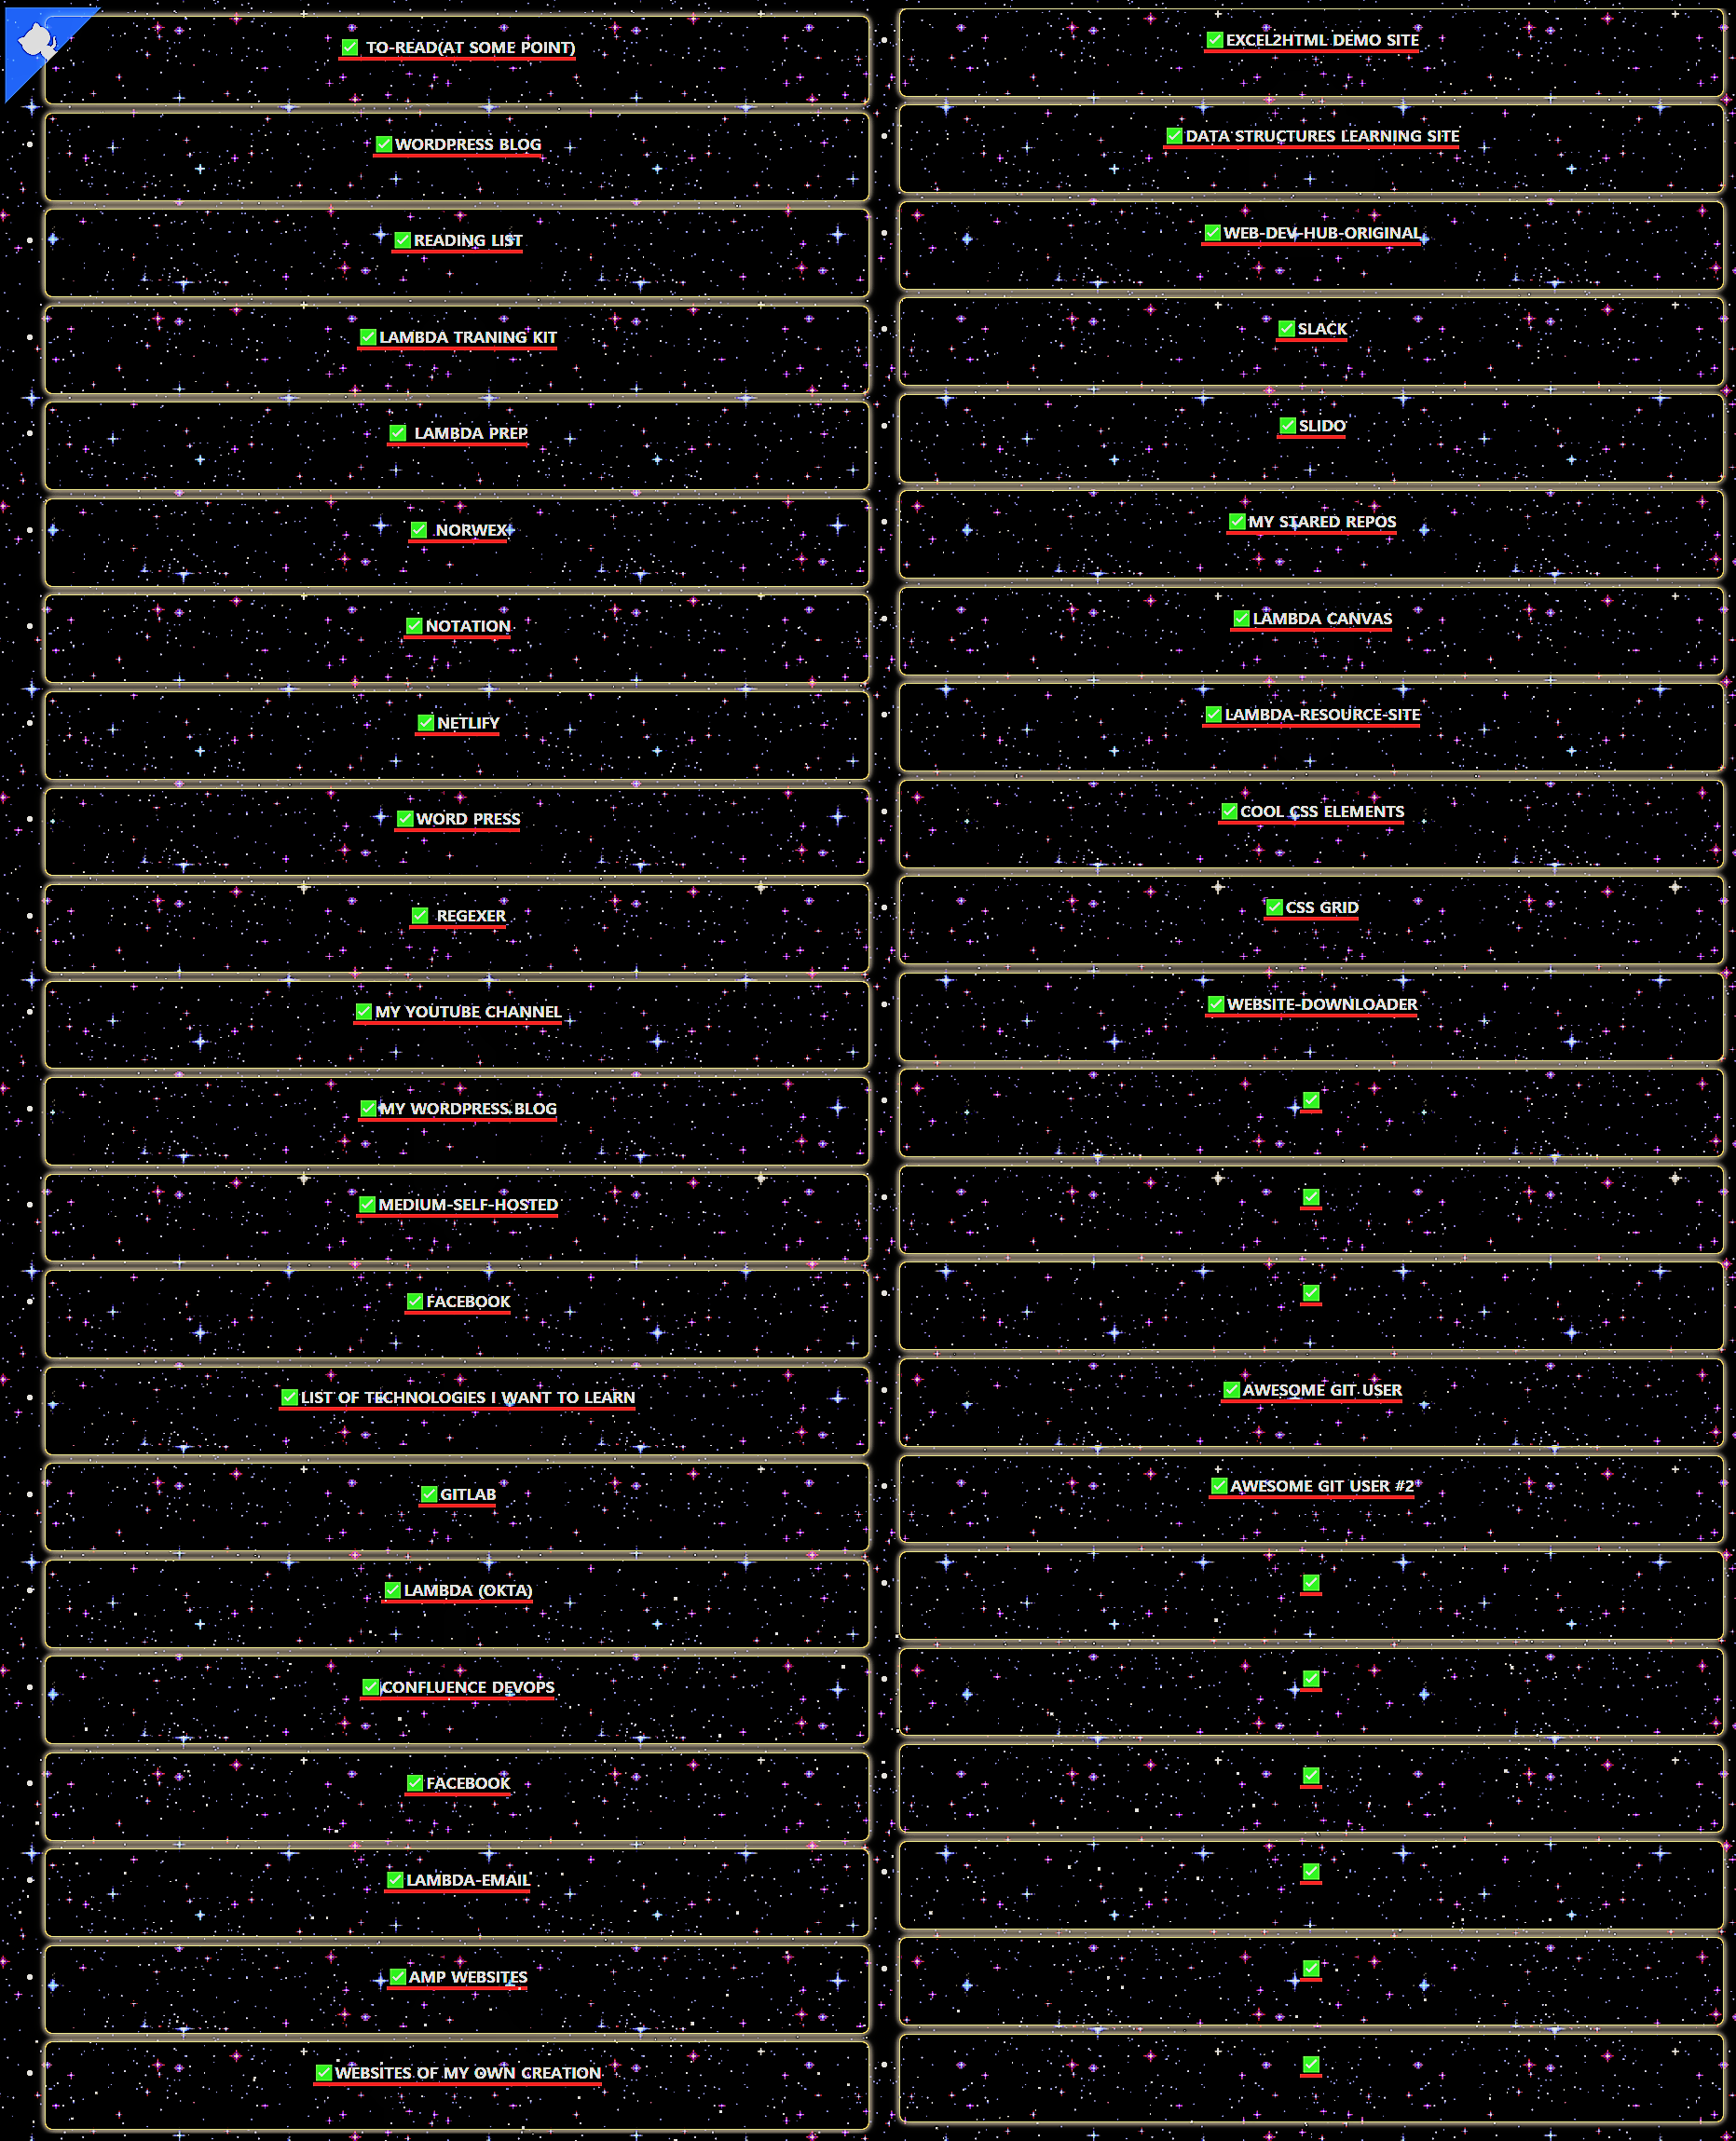 ✅ TO-READ(AT SOME POINT)
✅WORDPRESS BLOG
✅READING LIST
✅LAMBDA TRANING KIT
✅ LAMBDA PREP
✅ NORWEX
✅NOTATION
✅NETLIFY
✅WORD PRESS
✅ REGEXER
✅MY YOUTUBE CHANNEL
✅MY WORDPRESS BLOG
✅MEDIUM-SELF-HOSTED
✅FACEBOOK
✅LIST OF TECHNOLOGIES I WANT TO LEARN
✅GITLAB
✅LAMBDA (OKTA)
✅CONFLUENCE DEVOPS
✅FACEBOOK
✅LAMBDA-EMAIL
✅AMP WEBSITES
✅WEBSITES OF MY OWN CREATION
✅EXCEL2HTML DEMO SITE
✅DATA STRUCTURES LEARNING SITE
✅WEB-DEV-HUB-ORIGINAL
✅SLACK
✅SLIDO
✅MY STARED REPOS
✅LAMBDA CANVAS
✅LAMBDA-RESOURCE-SITE
✅COOL CSS ELEMENTS
✅CSS GRID
✅WEBSITE-DOWNLOADER
✅
✅
✅
✅AWESOME GIT USER
✅AWESOME GIT USER #2
✅
✅
✅
✅
✅
✅